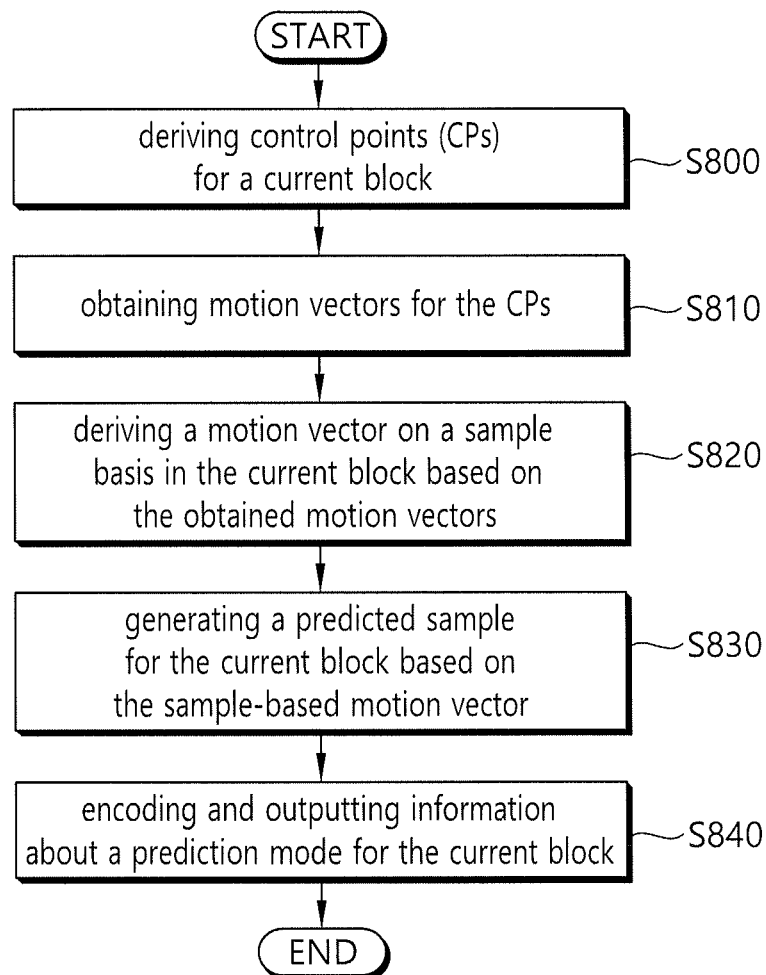 START
deriving control points (CPs)
for a current block
S800
obtaining motion vectors for the CPs
S810
deriving a motion vector on a sample
basis in the current block based on
the obtained motion vectors
S820
generating a predicted sample
for the current block based on
the sample-based motion vector
S830
encoding and outputting information
about a prediction mode for the current block
S840
END